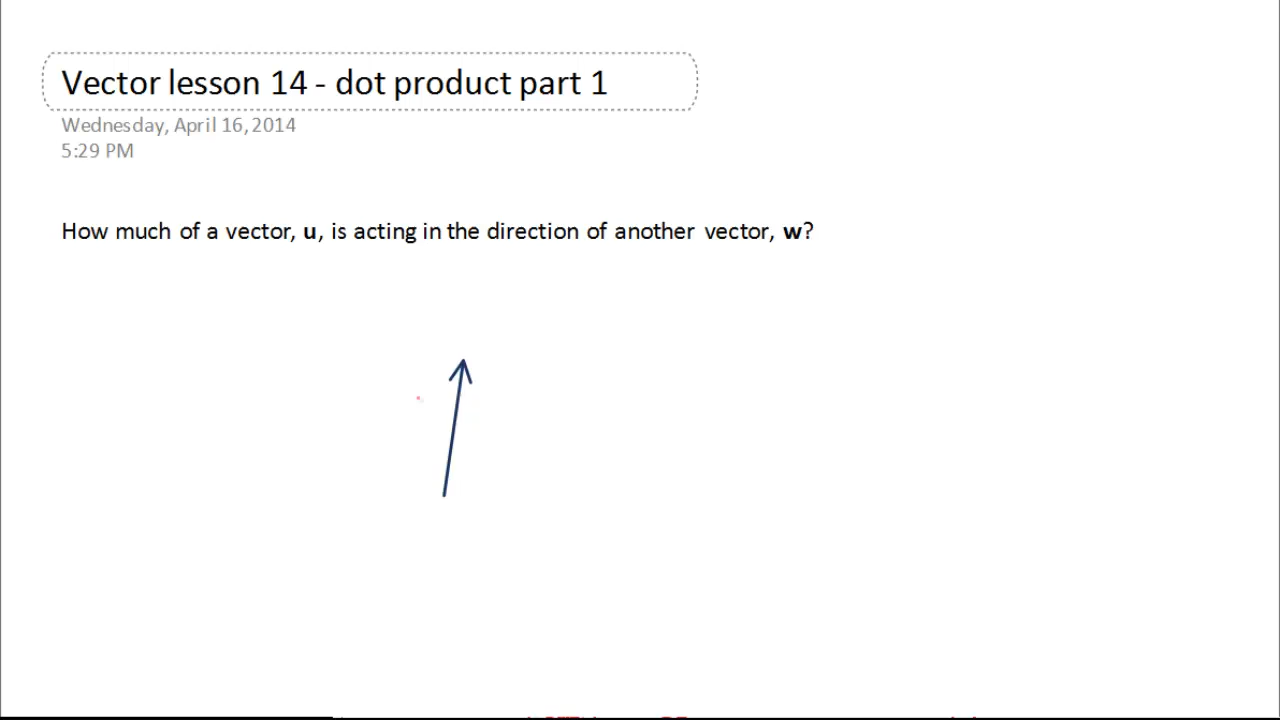 Vector lesson 14 - dot product part 1
Wednesday, April 16, 2014
5:29 PM
How much of a vector, u, is acting in the direction of another vector, w?